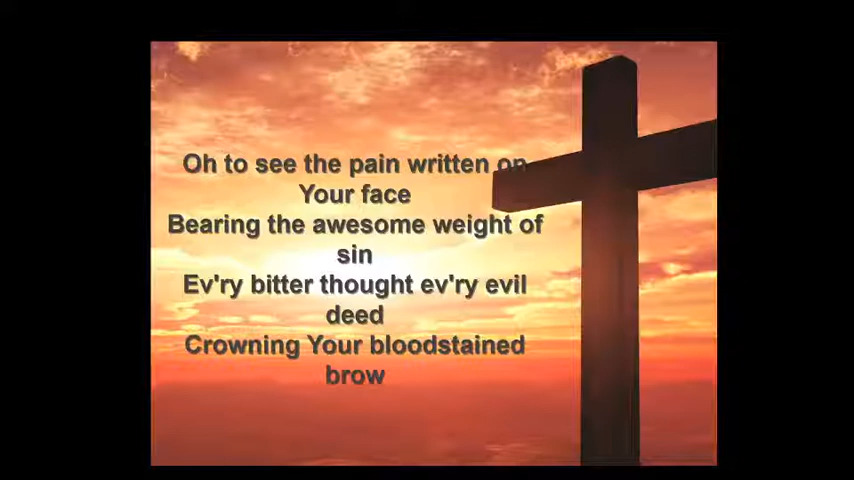 Oh to see the pain written on
Your face
Bearing the awesome weight of
sin
Ev'ry bitter thought ev'ry evil
deed
Crowning Your bloodstained
brow